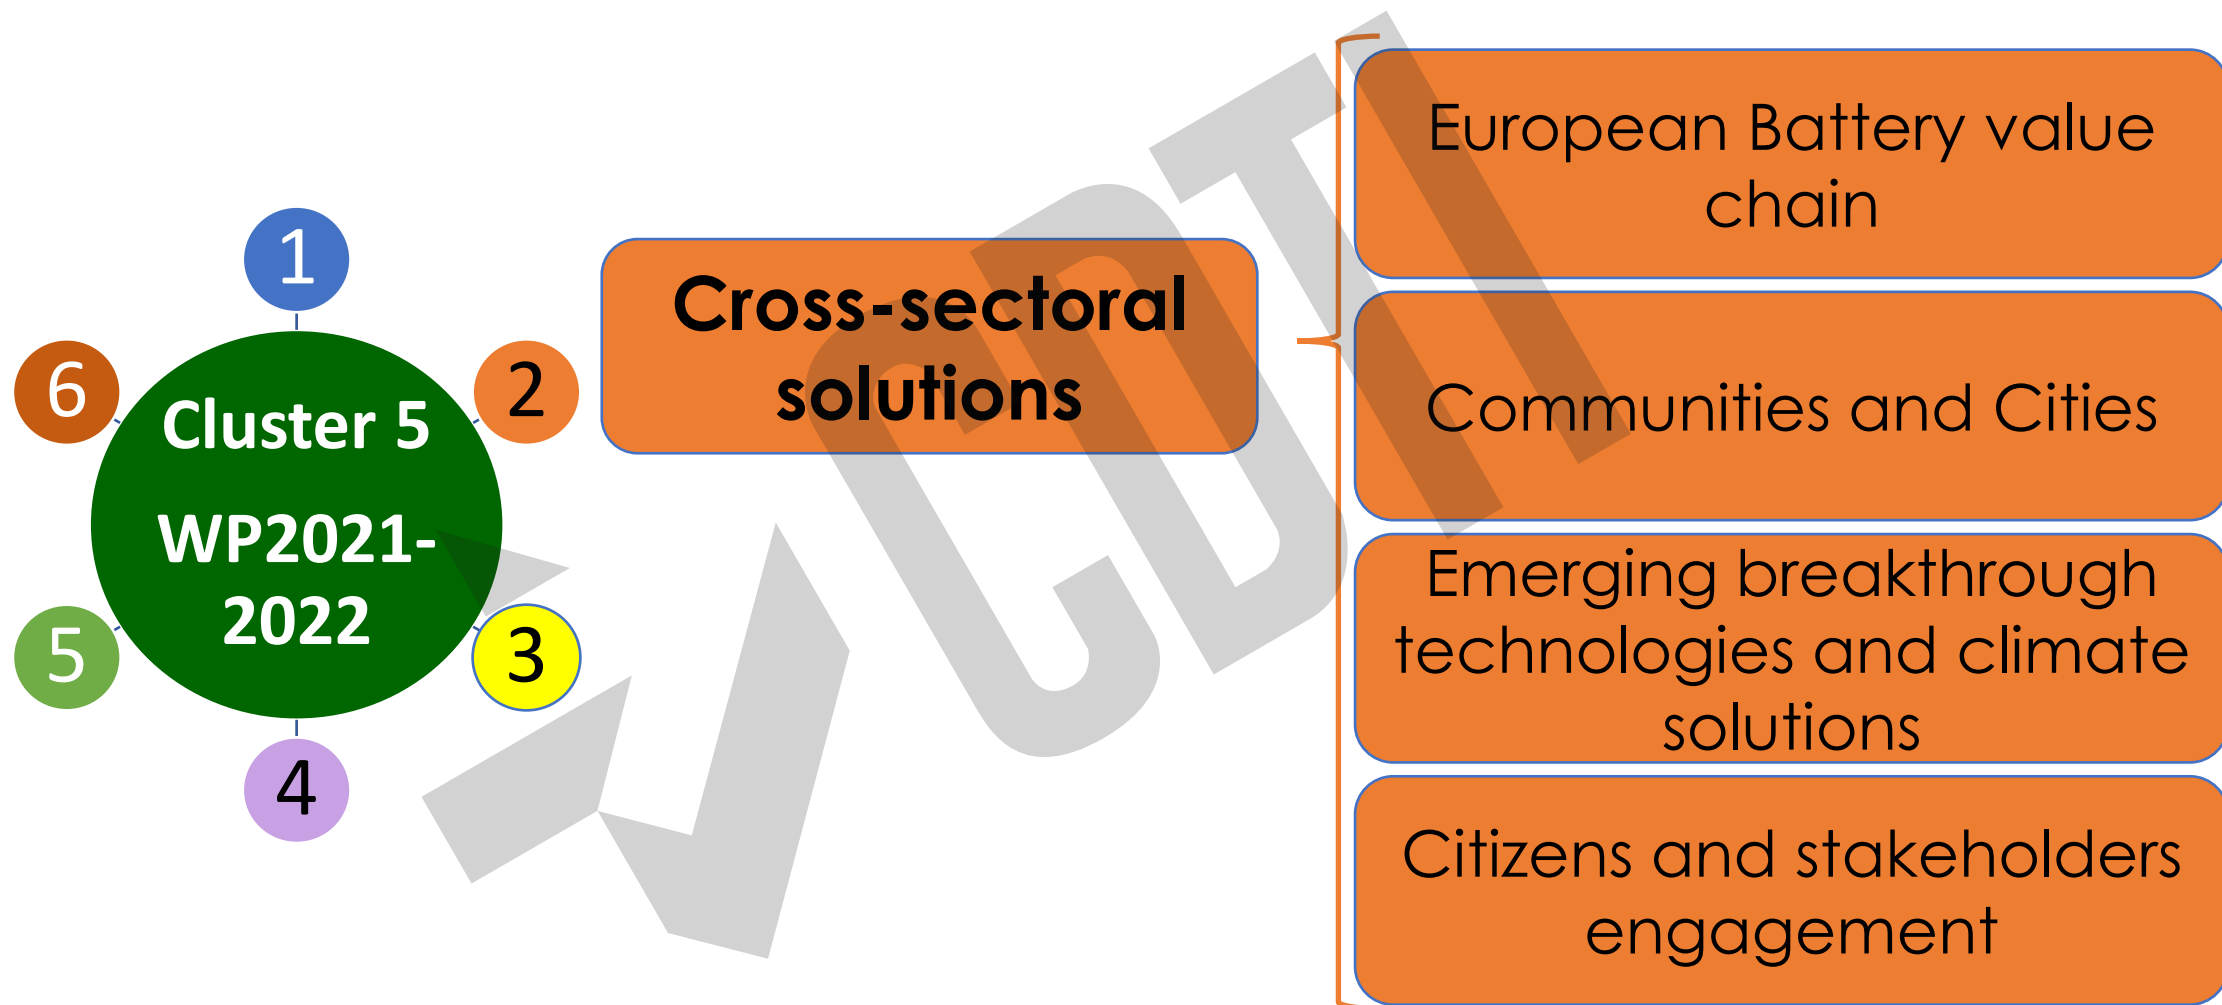 1
6
2
Cluster 5
WP2021-
2022
5
3
4
Cross-sectoral
solutions
European Battery value
chain
Communities and Cities
Emerging breakthrough
technologies and climate
solutions
Citizens and stakeholders
engagement
CDTI